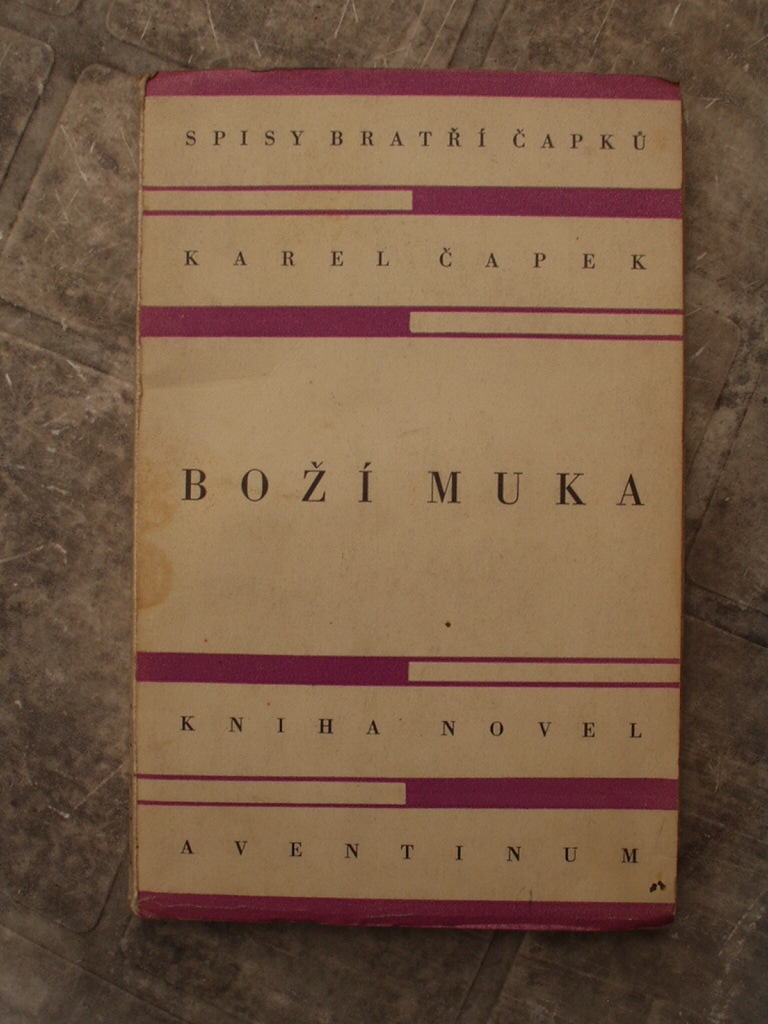 SPISY BRATŘÍ ČAPKŮ
KAREL ČAPEK
BOŽÍ MUKA
KNIHA NOVEL
AVENTINUM